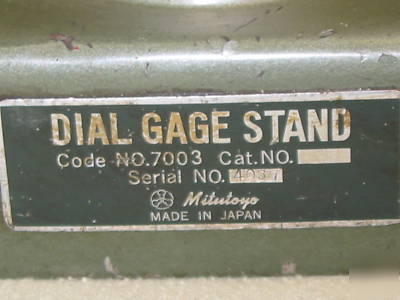 DIAL GAGE STAND
Code NO.7003 Cat.NO.
Serial NO.
Mitutoyo
MADE IN JAPAN